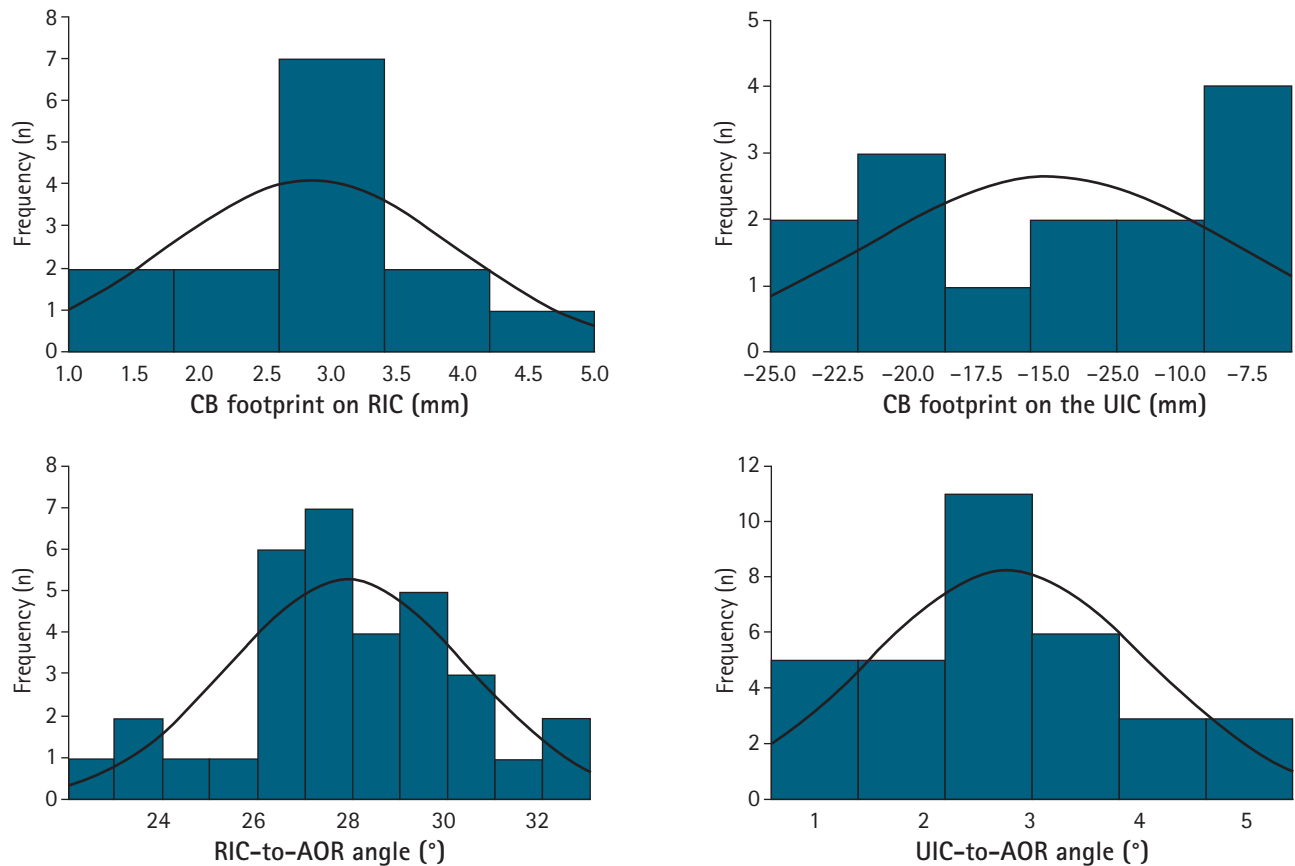 8
7
6
5
4
3
2
1
0
Frequency (n)
1.0 1.5 2.0 2.5 3.0 3.5 4.0 4.5 5.0
CB footprint on RIC (mm)
5
4
3
2
1
0
Frequency (n)
−25.0 −22.5 −20.0 −17.5 −15.0 −25.0 −10.0 −7.5
CB footprint on the UIC (mm)
8
7
6
5
4
3
2
1
0
Frequency (n)
24 26 28 30 32
RIC-to-AOR angle (°)
12
10
8
6
4
2
0
Frequency (n)
1 2 3 4 5
UIC-to-AOR angle (°)